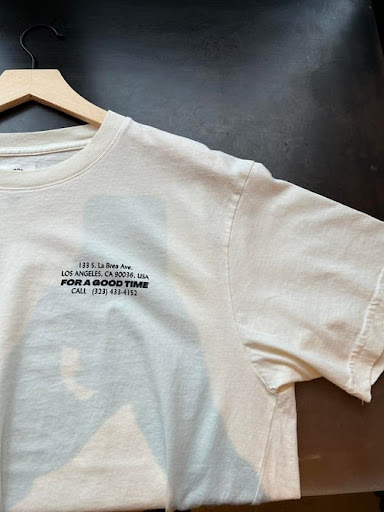 133 S. La Brea Ave.
LOS ANGELES, CA 90036, USA
FOR A GOOD TIME
CALL (323) 433-4152